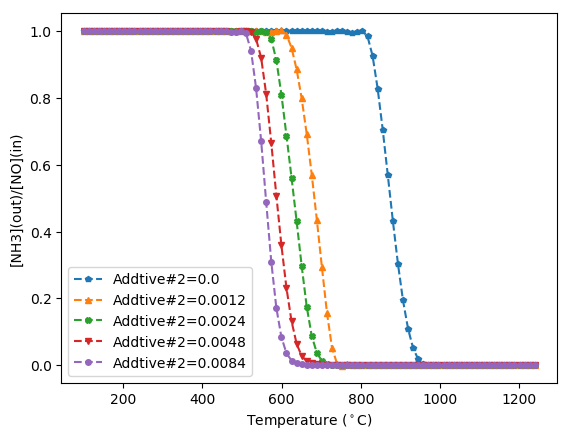 1.0
0.8
0.6
0.4
0.2
0.0
[NH3](out)/[NO](in)
Addtive#2=0.0
Addtive#2=0.0012
Addtive#2=0.0024
Addtive#2=0.0048
Addtive#2=0.0084
200 400 600 800 1000 1200
Temperature (°C)